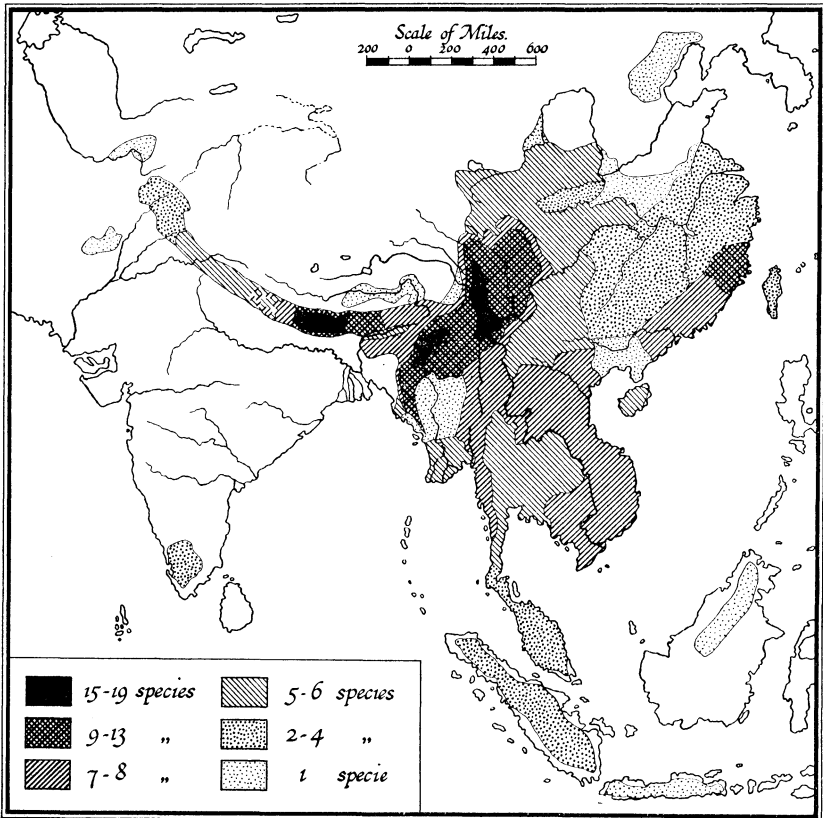 Scale of Miles.
200 0 200 400 600
15-19 species
9-13 „
7-8 „
5-6 species
2-4 „
1 specie